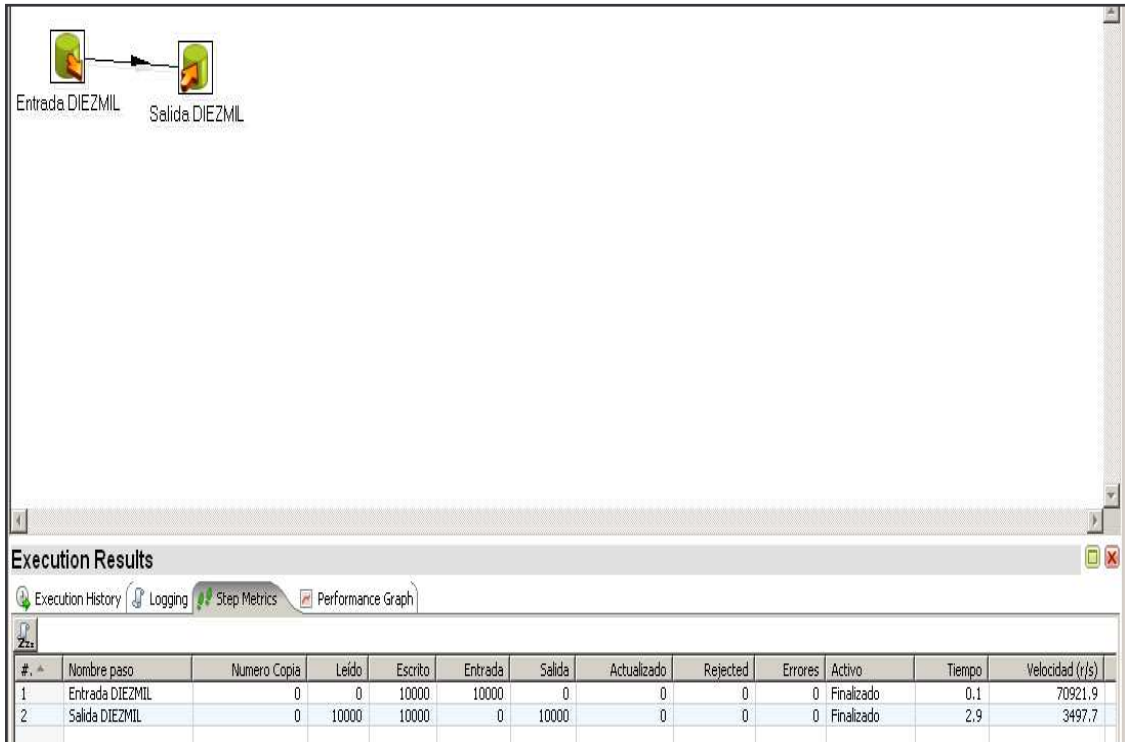 Entrada DIEZMIL
Salida DIEZMIL
Execution Results
Execution History Logging Step Metrics Performance Graph
Zzz
#. Nombre paso Numero Copia Leído Escrito Entrada Salida Actualizado Rejected Errores Activo Tiempo Velocidad (r/s)
1 Entrada DIEZMIL 0 0 10000 10000 0 0 0 0 Finalizado 0.1 70921.9
2 Salida DIEZMIL 0 10000 10000 0 10000 0 0 0 Finalizado 2.9 3497.7